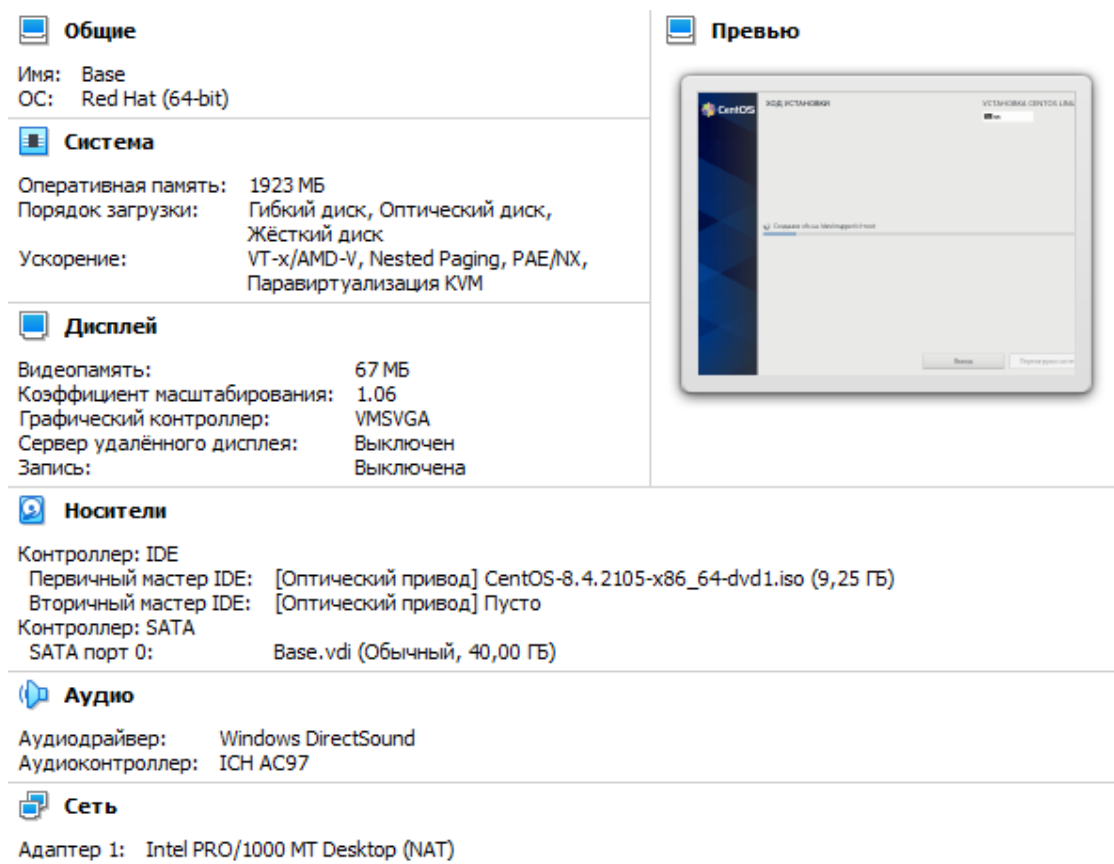 Общие
Имя: Base
ОС: Red Hat (64-bit)
Система
Оперативная память: 1923 МБ
Порядок загрузки: Гибкий диск, Оптический диск,
Жёсткий диск
Ускорение: VT-x/AMD-V, Nested Paging, PAE/NX,
Паравиртуализация KVM
Дисплей
Видеопамять: 67 МБ
Коэффициент масштабирования: 1.06
Графический контроллер: VMSVGA
Сервер удалённого дисплея: Выключен
Запись: Выключена
Превью
CentOS
ХОД УСТАНОВКИ
УСТАНОВКА CENTOS
Носители
Контроллер: IDE
Первичный мастер IDE: [Оптический привод] CentOS-8.4.2105-x86_64-dvd1.iso (9,25 ГБ)
Вторичный мастер IDE: [Оптический привод] Пусто
Контроллер: SATA
SATA порт 0: Base.vdi (Обычный, 40,00 ГБ)
Аудио
Аудиодрайвер: Windows DirectSound
Аудиоконтроллер: ICH AC97
Сеть
Адаптер 1: Intel PRO/1000 MT Desktop (NAT)